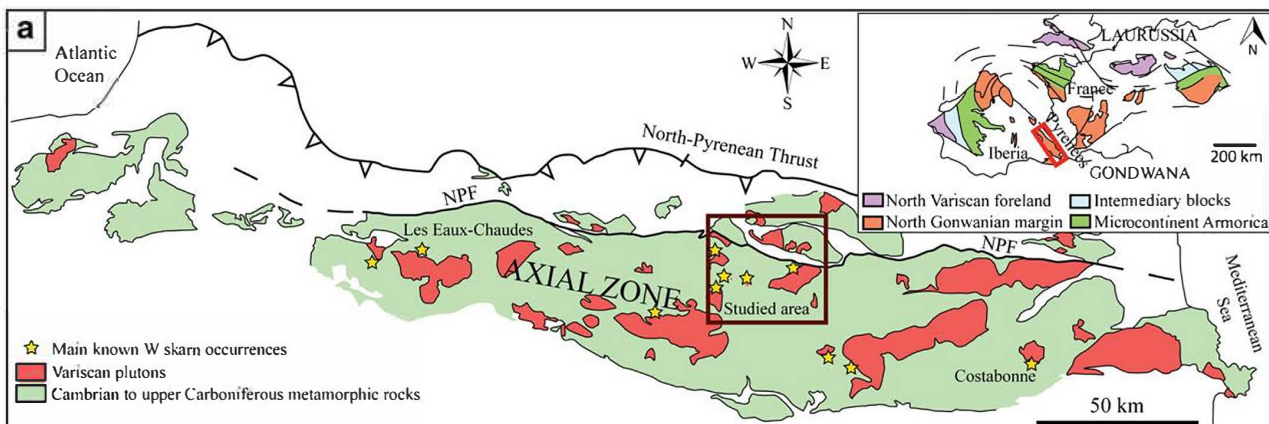 a
Atlantic
Ocean
N
W E
S
North-Pyrenean Thrust
NPF
Les Eaux-Chaudes
AXIAL ZONE
Studied area
NPF
Mediterranean
Sea
Costabonne
50 km
Main known W skarn occurrences
Variscan plutons
Cambrian to upper Carboniferous metamorphic rocks
N
LAURUSSIA
France
Pyrenees
Iberia
GONDWANA
200 km
North Variscan foreland
Intermediary blocks
North Gonwanian margin
Microcontinent Armorica